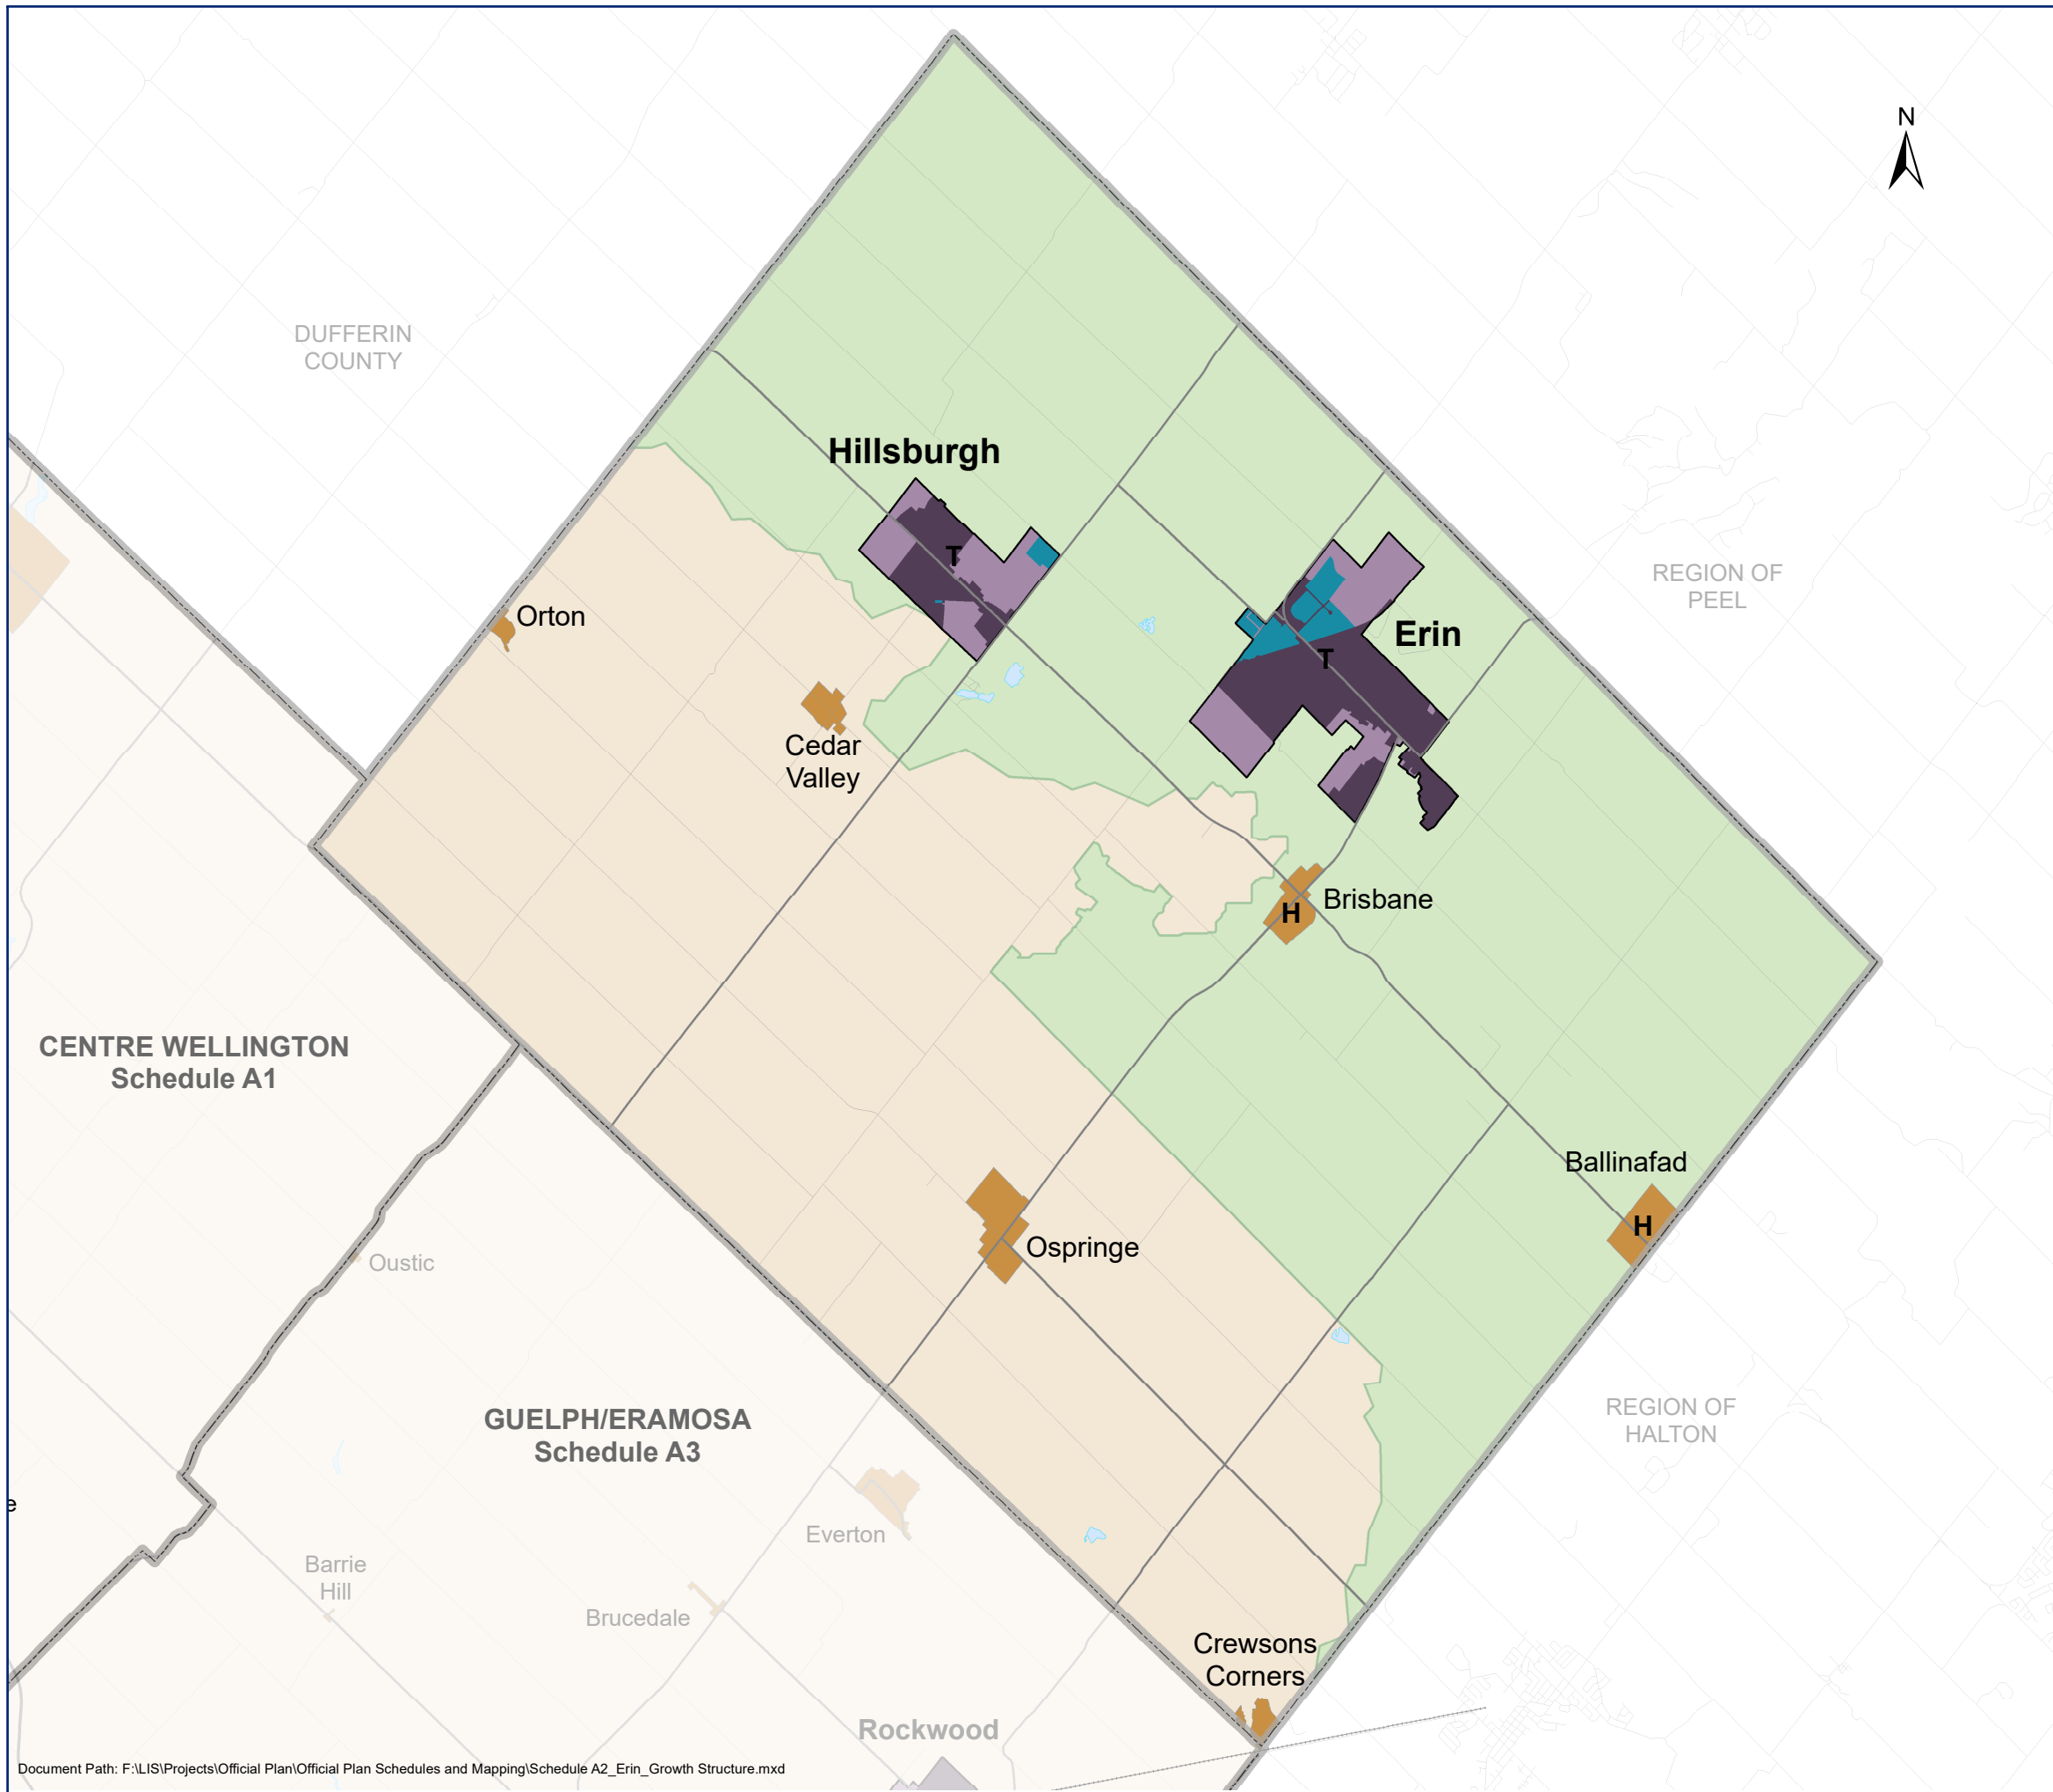 N
DUFFERIN
COUNTY
Hillsburgh
T
REGION OF
PEEL
Orton
Erin
T
Cedar
Valley
Brisbane
H
CENTRE WELLINGTON
Schedule A1
Ballinafad
H
Ospringe
Oustic
GUELPH/ERAMOSA
Schedule A3
REGION OF
HALTON
e
Everton
Barrie
Hill
Brucedale
Crewsons
Corners
Rockwood
Document Path: F:\LIS\Projects\Official Plan\Official Plan Schedules and Mapping\Schedule A2_Erin_Growth Structure.mxd